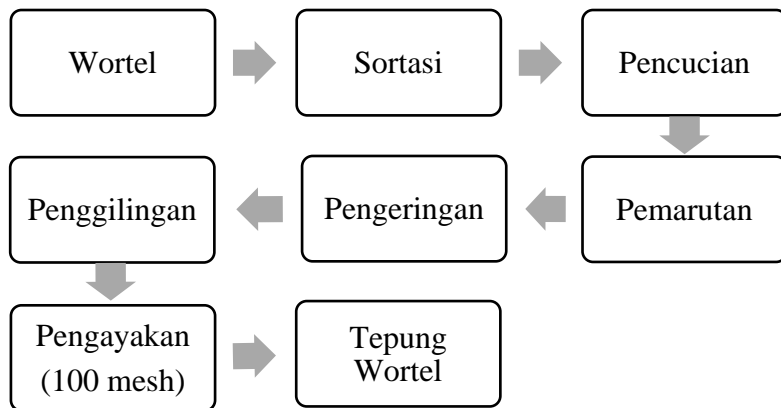 Wortel
Sortasi
Pencucian
Pemarutan
Pengeringan
Penggilingan
Pengayakan
(100 mesh)
Tepung
Wortel